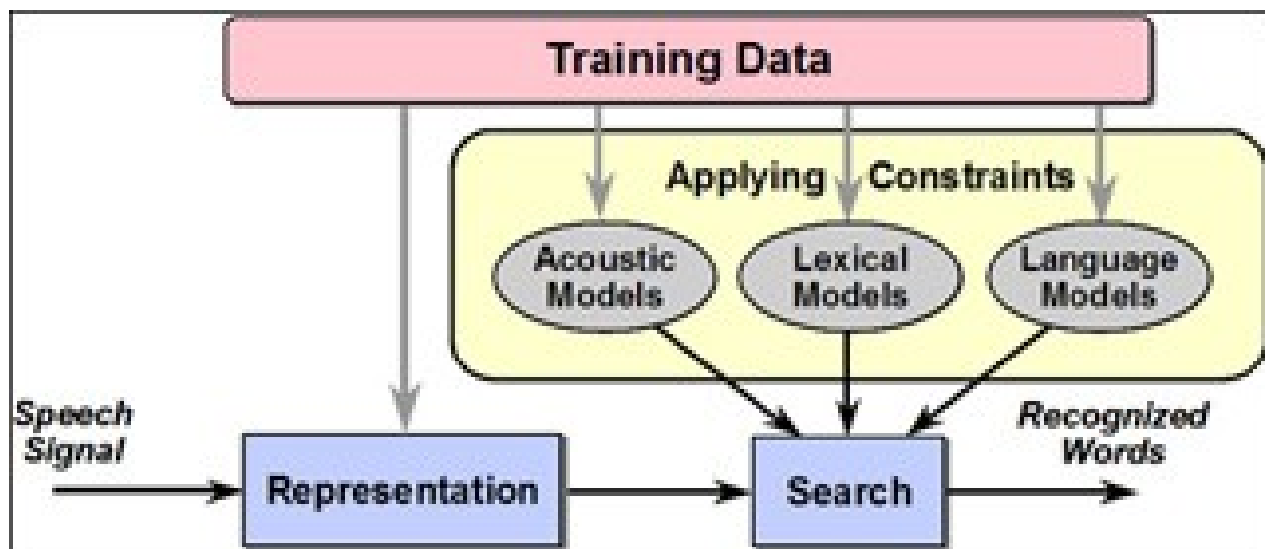 Training Data
Applying Constraints
Acoustic
Models
Lexical
Models
Language
Models
Speech
Signal
Representation
Search
Recognized
Words